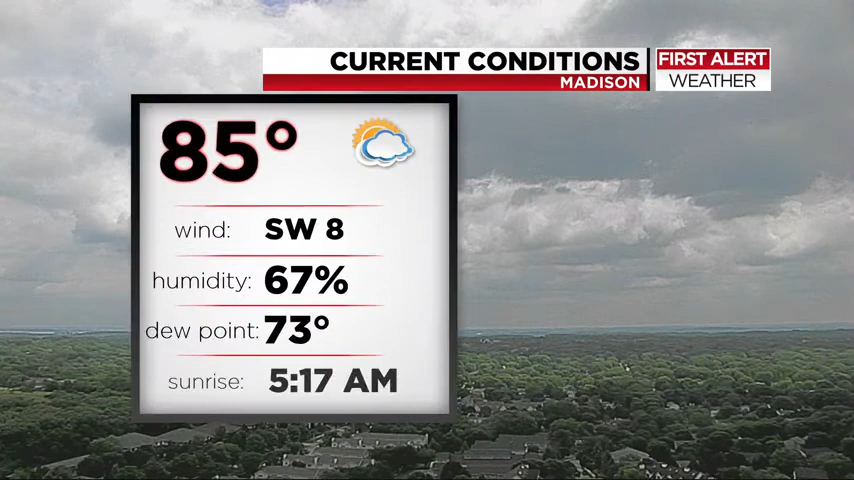 CURRENT CONDITIONS
MADISON
FIRST ALERT
WEATHER
85°
wind: SW 8
humidity: 67%
dew point: 73°
sunrise: 5:17 AM